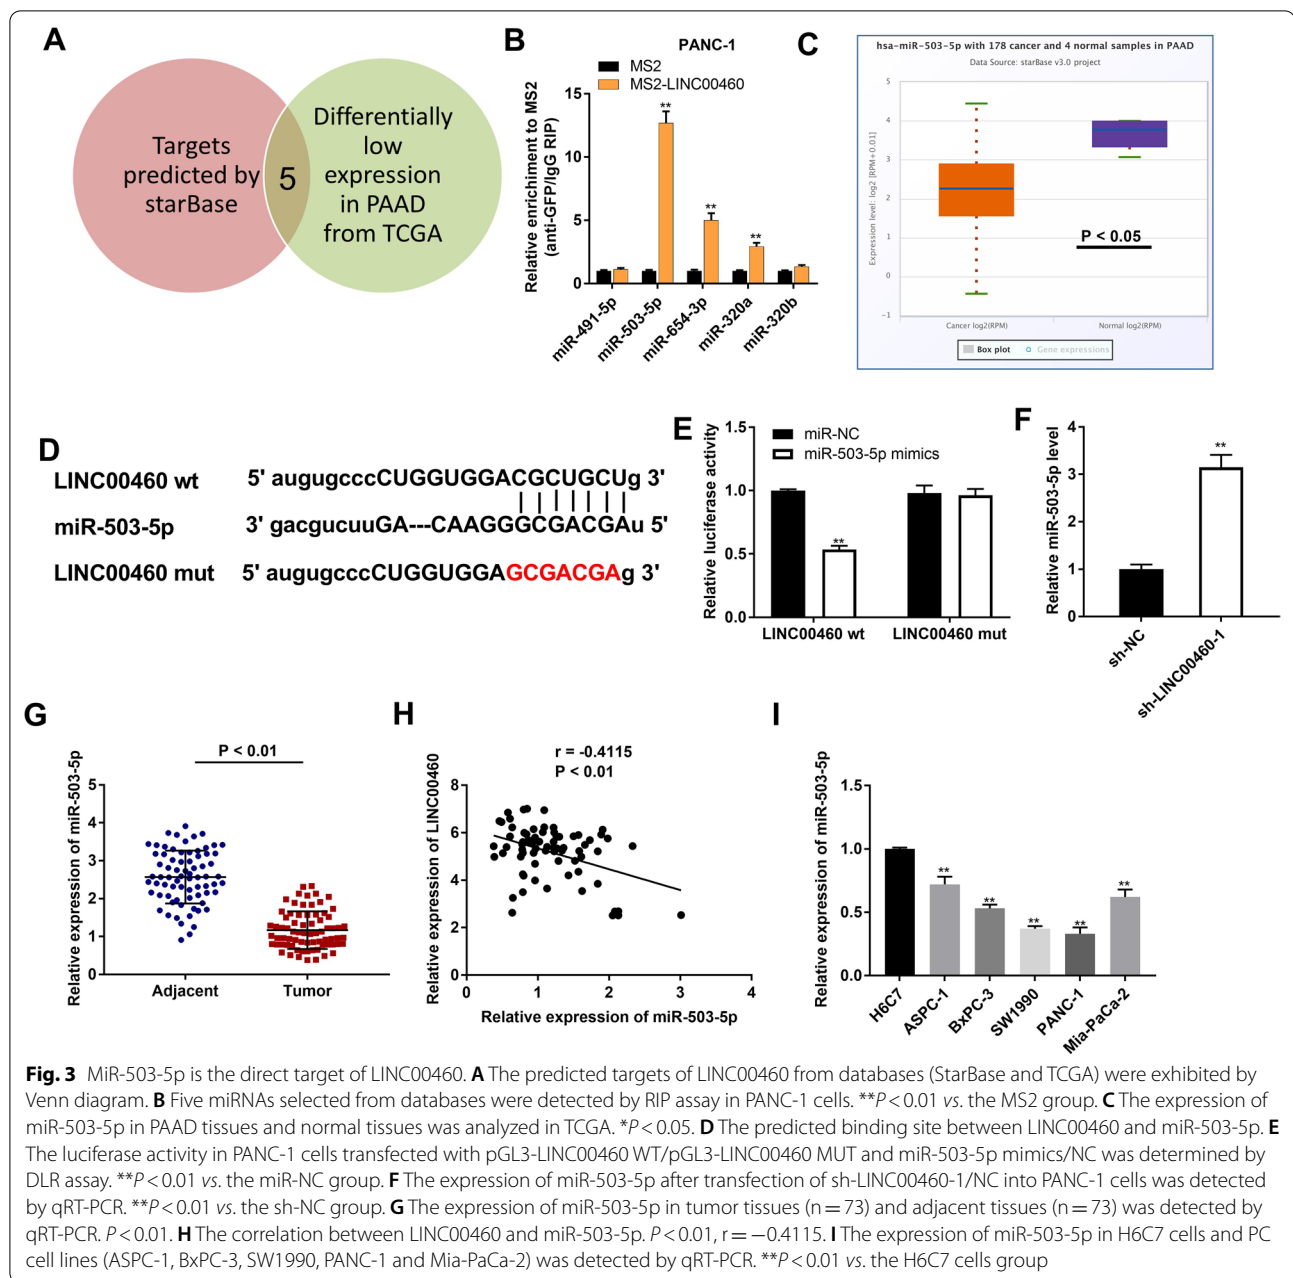 A
Targets
predicted by
starBase
5
Differentially
low
expression
in PAAD
from TCGA
B
PANC-1
MS2
MS2-LINC00460
Relative enrichment to MS2
(anti-GFP/IgG RIP)
15
10
5
0
**
**
**
miR-491-5p
miR-503-5p
miR-654-3p
miR-320a
miR-320b
C
hsa-miR-503-5p with 178 cancer and 4 normal samples in PAAD
Data Source: starBase v3.0 project
Expression level: log2 [RPM+0.01]
5
4
3
2
1
0
−1
P < 0.05
Cancer log2(RPM)
Normal log2(RPM)
Box plot
Gene expressions
D
LINC00460 wt 5' augugcccCUGGUGGACGCUGCUg 3'
miR-503-5p 3' gacgucuuGA---CAAGGGCGACGAu 5'
LINC00460 mut 5' augugcccCUGGUGGAGCGACGAg 3'
E
miR-NC
miR-503-5p mimics
Relative luciferase activity
1.5
1.0
0.5
0.0
**
LINC00460 wt
LINC00460 mut
F
Relative miR-503-5p level
4
3
2
1
0
**
sh-NC
sh-LINC00460-1
G
P < 0.01
Relative expression of miR-503-5p
5
4
3
2
1
0
Adjacent
Tumor
H
r = -0.4115
P < 0.01
Relative expression of LINC00460
8
6
4
2
0
0
1
2
3
4
Relative expression of miR-503-5p
I
Relative expression of miR-503-5p
1.5
1.0
0.5
0.0
**
**
**
**
**
H6C7
ASPC-1
BxPC-3
SW1990
PANC-1
Mia-PaCa-2
Fig. 3 MiR-503-5p is the direct target of LINC00460. A The predicted targets of LINC00460 from databases (StarBase and TCGA) were exhibited by
Venn diagram. B Five miRNAs selected from databases were detected by RIP assay in PANC-1 cells. **P < 0.01 vs. the MS2 group. C The expression of
miR-503-5p in PAAD tissues and normal tissues was analyzed in TCGA. *P < 0.05. D The predicted binding site between LINC00460 and miR-503-5p. E
The luciferase activity in PANC-1 cells transfected with pGL3-LINC00460 WT/pGL3-LINC00460 MUT and miR-503-5p mimics/NC was determined by
DLR assay. **P < 0.01 vs. the miR-NC group. F The expression of miR-503-5p after transfection of sh-LINC00460-1/NC into PANC-1 cells was detected
by qRT-PCR. **P < 0.01 vs. the sh-NC group. G The expression of miR-503-5p in tumor tissues (n = 73) and adjacent tissues (n = 73) was detected by
qRT-PCR. P < 0.01. H The correlation between LINC00460 and miR-503-5p. P < 0.01, r = −0.4115. I The expression of miR-503-5p in H6C7 cells and PC
cell lines (ASPC-1, BxPC-3, SW1990, PANC-1 and Mia-PaCa-2) was detected by qRT-PCR. **P < 0.01 vs. the H6C7 cells group